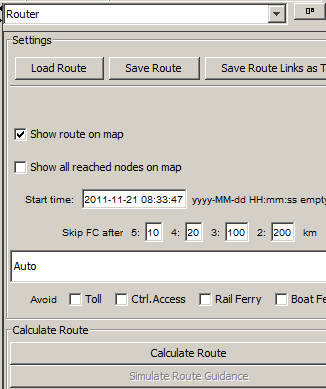 Router
Settings
Load Route Save Route Save Route Links as T
Show route on map
Show all reached nodes on map
Start time: 2011-11-21 08:33:47 yyyy-MM-dd HH:mm:ss empty
Skip FC after 5: 10 4: 20 3: 100 2: 200 km
Auto
Avoid Toll Ctrl.Access Rail Ferry Boat Fe
Calculate Route
Calculate Route
Simulate Route Guidance